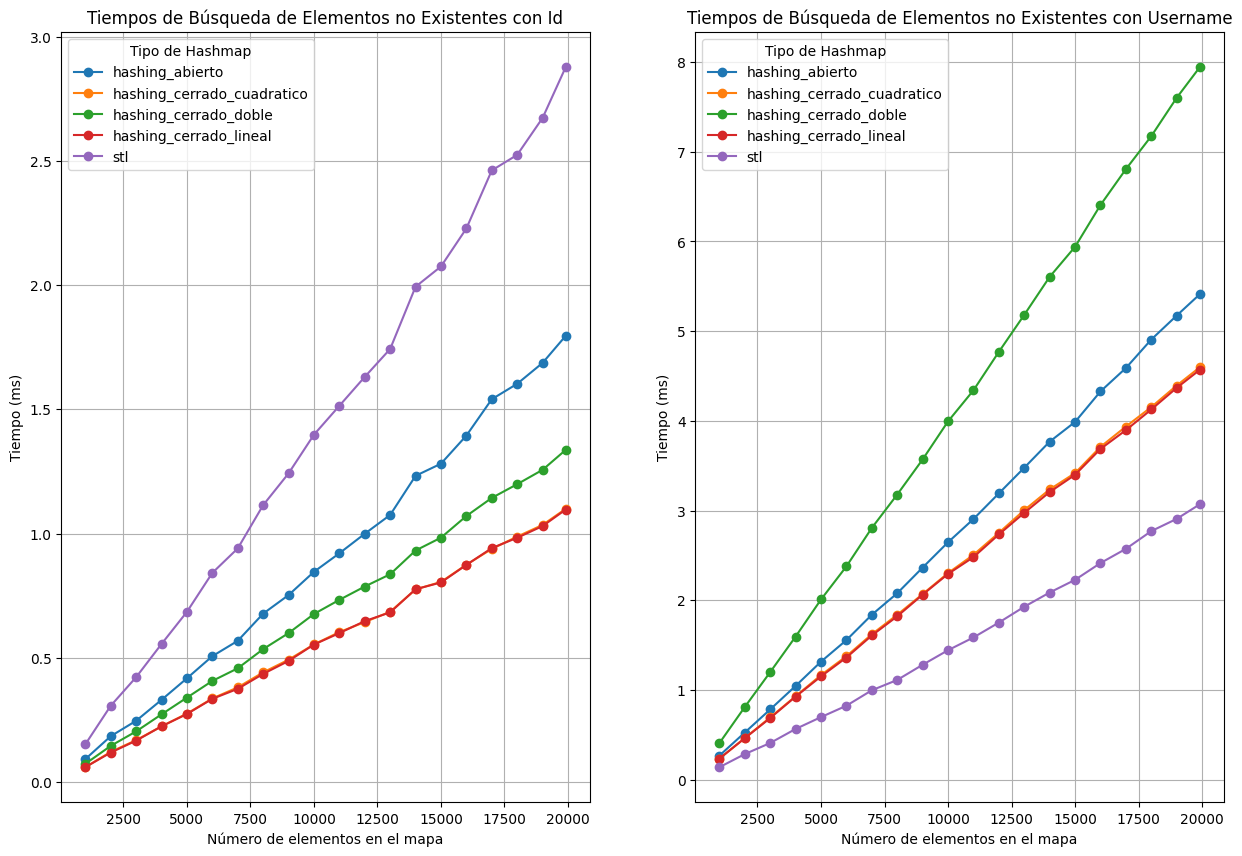 Tiempos de Búsqueda de Elementos no Existentes con Id
Tiempo (ms)
3.0
2.5
2.0
1.5
1.0
0.5
0.0
Tipo de Hashmap
hashing_abierto
hashing_cerrado_cuadratico
hashing_cerrado_doble
hashing_cerrado_lineal
stl
2500 5000 7500 10000 12500 15000 17500 20000
Número de elementos en el mapa
Tiempos de Búsqueda de Elementos no Existentes con Username
Tiempo (ms)
8
7
6
5
4
3
2
1
0
Tipo de Hashmap
hashing_abierto
hashing_cerrado_cuadratico
hashing_cerrado_doble
hashing_cerrado_lineal
stl
2500 5000 7500 10000 12500 15000 17500 20000
Número de elementos en el mapa